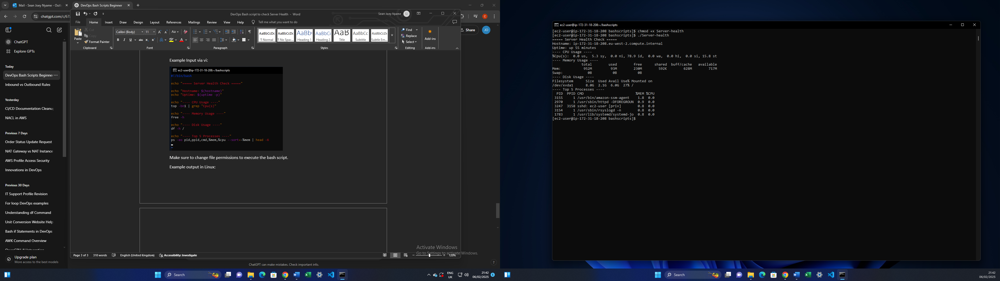 Mail - Sean Joey Nyame - Outl
DevOps Bash Scripts Beginner
chatgpt.com/c/67a
ChatGPT
Explore GPTs
Today
DevOps Bash Scripts Beginner
Inbound vs Outbound Rules
Yesterday
CI/CD Documentation Cleanup
NACL in AWS
Previous 7 Days
Order Status Update Request
NAT Gateway vs NAT Instance
AWS Profile Access Security
Innovations in DevOps
Previous 30 Days
IT Support Profile Revision
For loop DevOps examples
Understanding df Command
Unit Conversion Website Help
Bash if Statements in DevOps
AWK Command Overview
OpenGPU AI Integration
Upgrade plan
More access to the best models
DevOps Bash script to check Server Health - Word
Sean Joey Nyame
SJ
File Home Insert Draw Design Layout References Mailings Review View Help Tell me what you want to do
Paste
Cut
Copy
Format Painter
Clipboard
Calibri (Body) 11
Font
Paragraph
AaBbCcDc AaBbCcDc AaBbC AaBbCc AaB AaBbCc AaBbCcDc
¶ Normal ¶ No Spac... Heading 1 Heading 2 Title Subtitle Subtle Em...
Styles
Find
Replace
Select
Editing
Add-ins
Add-ins
Share
JO
C
Example Input via vi:
ec2-user@ip-172-31-18-208:~/bashscripts
#!/bin/bash
echo "===== Server Health Check ====="
echo "Hostname: $(hostname)"
echo "Uptime: $(uptime -p)"
echo "---- CPU Usage ----"
top -bn1 | grep "Cpu(s)"
echo "---- Memory Usage ----"
free -h
echo "---- Disk Usage ----"
df -h /
echo "---- Top 5 Processes ----"
ps -eo pid,ppid,cmd,%mem,%cpu --sort=-%mem | head -6
~
Make sure to change file permissions to execute the bash script.
Example output in Linux:
Activate Windows
Go to Settings to activate Windows.
Page 3 of 3 310 words English (United Kingdom) Accessibility: Investigate 120%
ChatGPT can make mistakes. Check important info.
?
Search
ENG
UK
21:42
06/02/2025
ec2-user@ip-172-31-18-208:~/bashscripts
[ec2-user@ip-172-31-18-208 bashscripts]$ chmod +x Server-health
[ec2-user@ip-172-31-18-208 bashscripts]$ ./Server-health
===== Server Health Check =====
Hostname: ip-172-31-18-208.eu-west-2.compute.internal
Uptime: up 55 minutes
---- CPU Usage ----
%Cpu(s):  0.0 us,  5.3 sy,  0.0 ni, 78.9 id,  0.0 wa,  0.0 hi,  0.0 si, 15.8 st
---- Memory Usage ----
total used free shared buff/cache available
Mem: 952M 93M 230M 592K 628M 717M
Swap: 0B 0B 0B
---- Disk Usage ----
Filesystem Size Used Avail Use% Mounted on
/dev/xvda1 8.0G 2.1G 6.0G 27% /
---- Top 5 Processes ----
PID PPID CMD %MEM %CPU
3155 1 /usr/bin/amazon-ssm-agent 1.8 0.0
2970 1 /usr/sbin/httpd -DFOREGROUN 0.9 0.0
3247 3158 sshd: ec2-user [priv] 0.8 0.0
3154 1 /usr/sbin/rsyslogd -n 0.8 0.0
1783 1 /usr/lib/systemd/systemd-jo 0.8 0.0
[ec2-user@ip-172-31-18-208 bashscripts]$
Search
21:42
06/02/2025